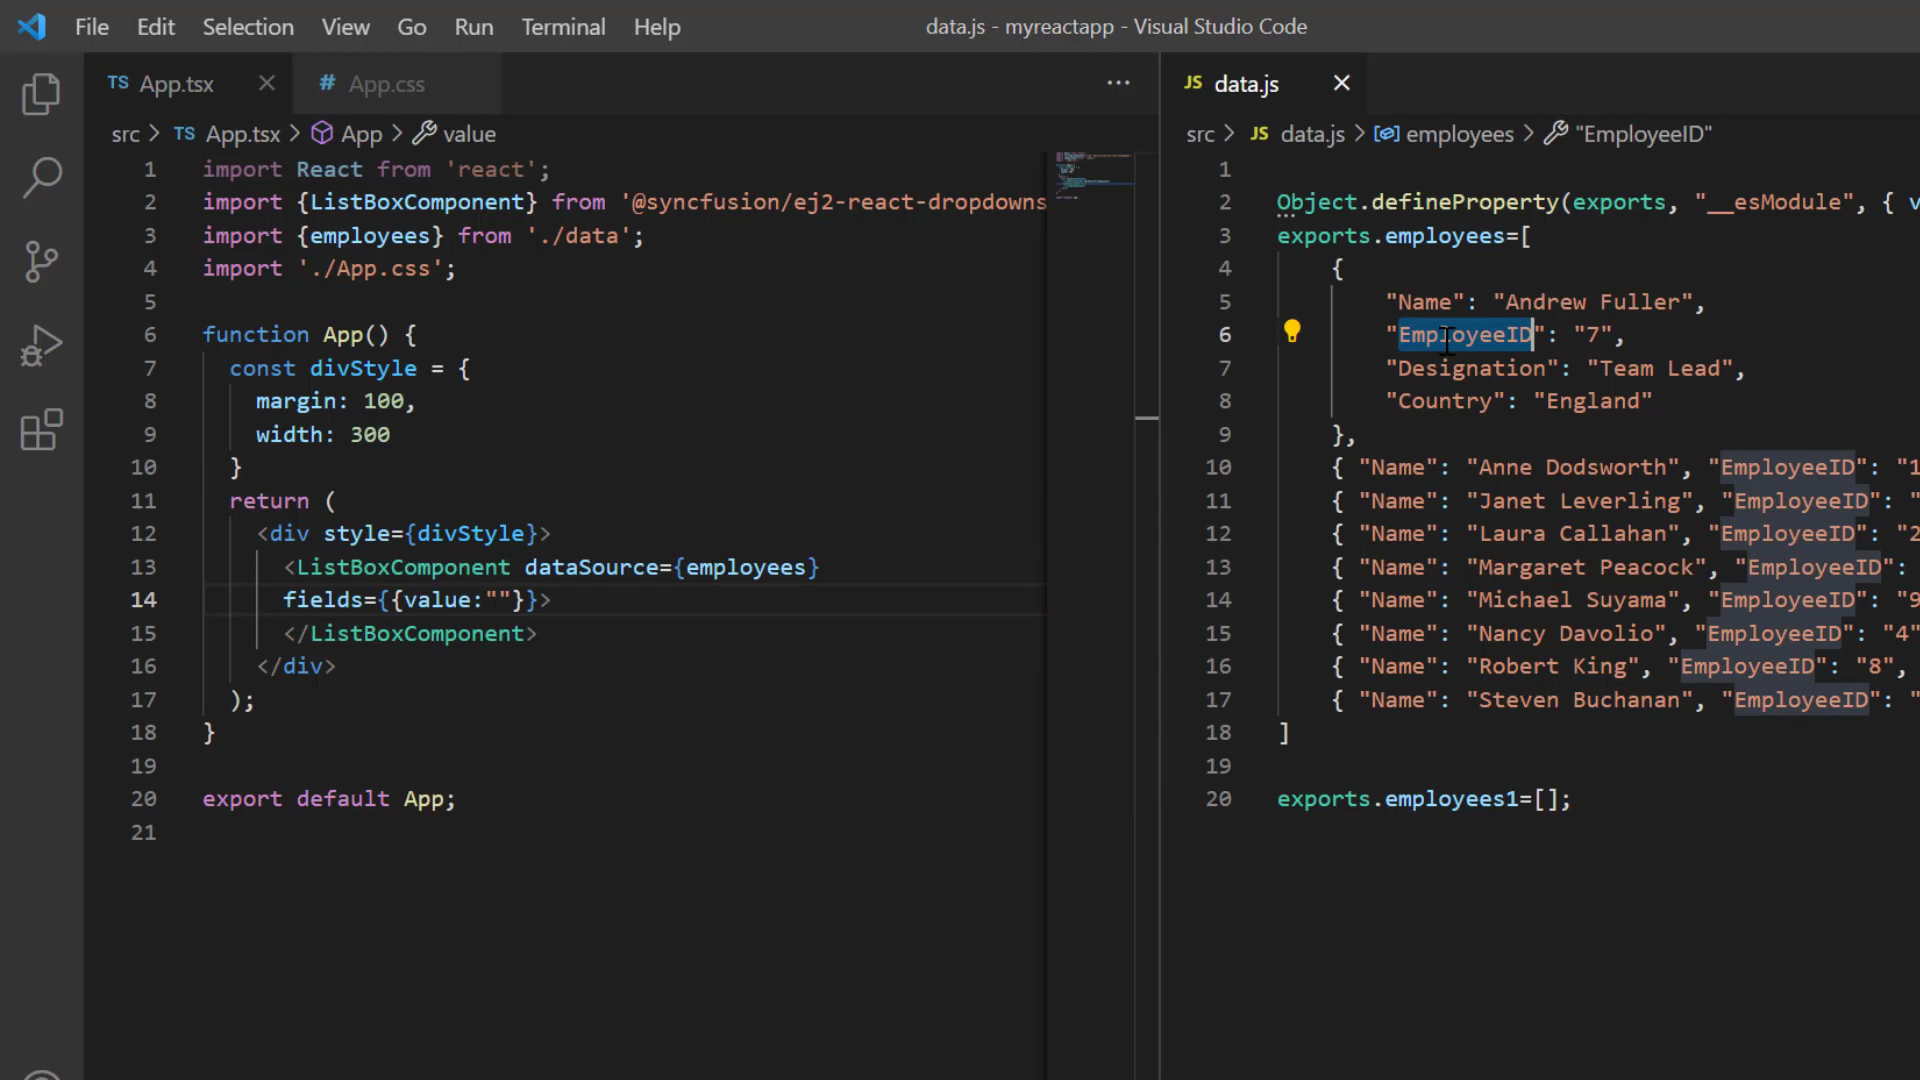 File Edit Selection View Go Run Terminal Help
data.js - myreactapp - Visual Studio Code
TS App.tsx
# App.css
src > TS App.tsx > App > value
1 import React from 'react';
2 import {ListBoxComponent} from '@syncfusion/ej2-react-dropdowns
3 import {employees} from './data';
4 import './App.css';
5
6 function App() {
7 const divStyle = {
8 margin: 100,
9 width: 300
10 }
11 return (
12 <div style={divStyle}>
13 <ListBoxComponent dataSource={employees}
14 fields={{value:""}}>
15 </ListBoxComponent>
16 </div>
17 );
18 }
19
20 export default App;
21
JS data.js
src > JS data.js > employees > "EmployeeID"
1
2 Object.defineProperty(exports, "__esModule", { v
3 exports.employees=[
4 {
5 "Name": "Andrew Fuller",
6 "EmployeeID": "7",
7 "Designation": "Team Lead",
8 "Country": "England"
9 },
10 { "Name": "Anne Dodsworth", "EmployeeID": "1
11 { "Name": "Janet Leverling", "EmployeeID": "
12 { "Name": "Laura Callahan", "EmployeeID": "2
13 { "Name": "Margaret Peacock", "EmployeeID":
14 { "Name": "Michael Suyama", "EmployeeID": "9
15 { "Name": "Nancy Davolio", "EmployeeID": "4"
16 { "Name": "Robert King", "EmployeeID": "8",
17 { "Name": "Steven Buchanan", "EmployeeID": "
18 ]
19
20 exports.employees1=[];